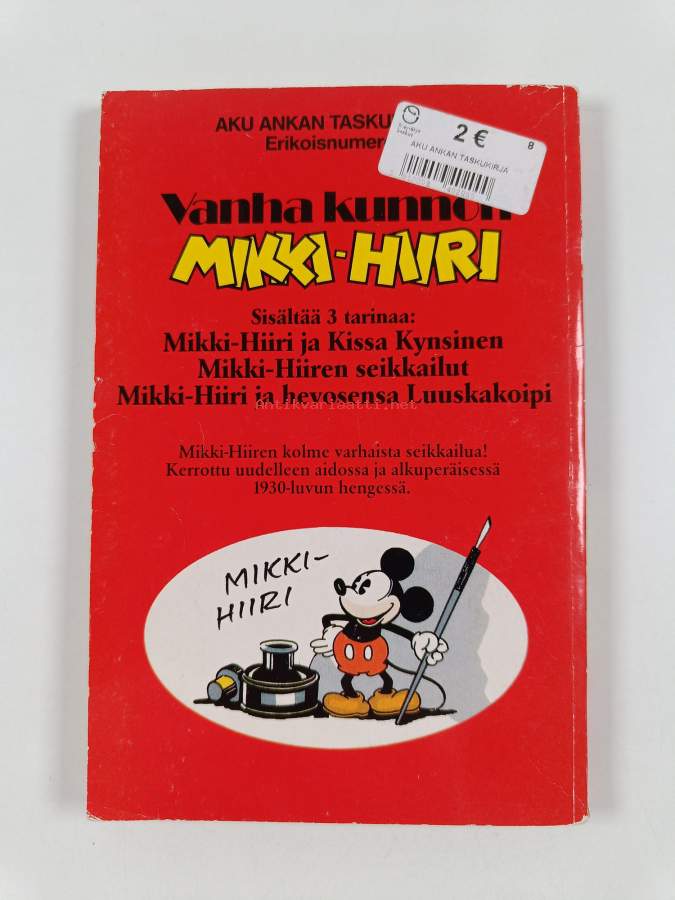 AKU ANKAN TASKU
Erikoisnumer
2 €
8
AKU ANKAN TASKUKIRJA
Vanha kunnon
MIKKI-HIIRI
Sisältää 3 tarinaa:
Mikki-Hiiri ja Kissa Kynsinen
Mikki-Hiiren seikkailut
Mikki-Hiiri ja hevosensa Luuskakoipi
Antikvariaatti.net
Mikki-Hiiren kolme varhaista seikkailua!
Kerrottu uudelleen aidossa ja alkuperäisessä
1930-luvun hengessä.
MIKKI-
HIIRI